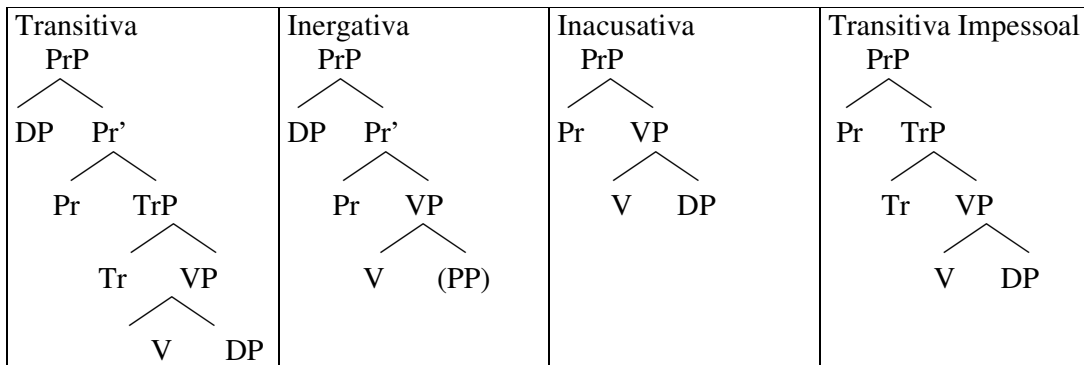 Transitiva
PrP
DP Pr’
Pr TrP
Tr VP
V DP
Inergativa
PrP
DP Pr’
Pr VP
V (PP)
Inacusativa
PrP
Pr VP
V DP
Transitiva Impessoal
PrP
Pr TrP
Tr VP
V DP